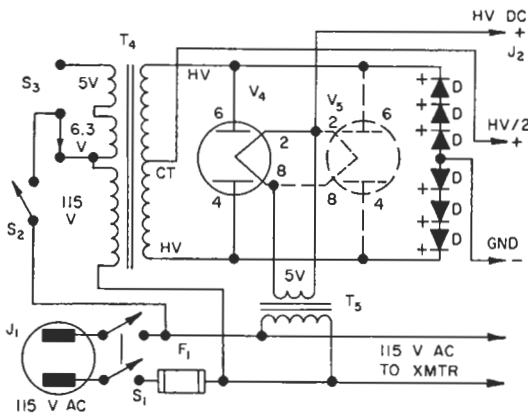 HV DC
+
J2
T4
S3
5V
HV
V4
V5
6
6
+
D
+
D
+
D
6.3
V
2
2
HV/2
+
CT
8
8
S2
115
V
4
4
+
D
+
D
+
D
GND
−
HV
5V
T5
J1
F1
S1
115 V AC
115 V AC
TO XMTR